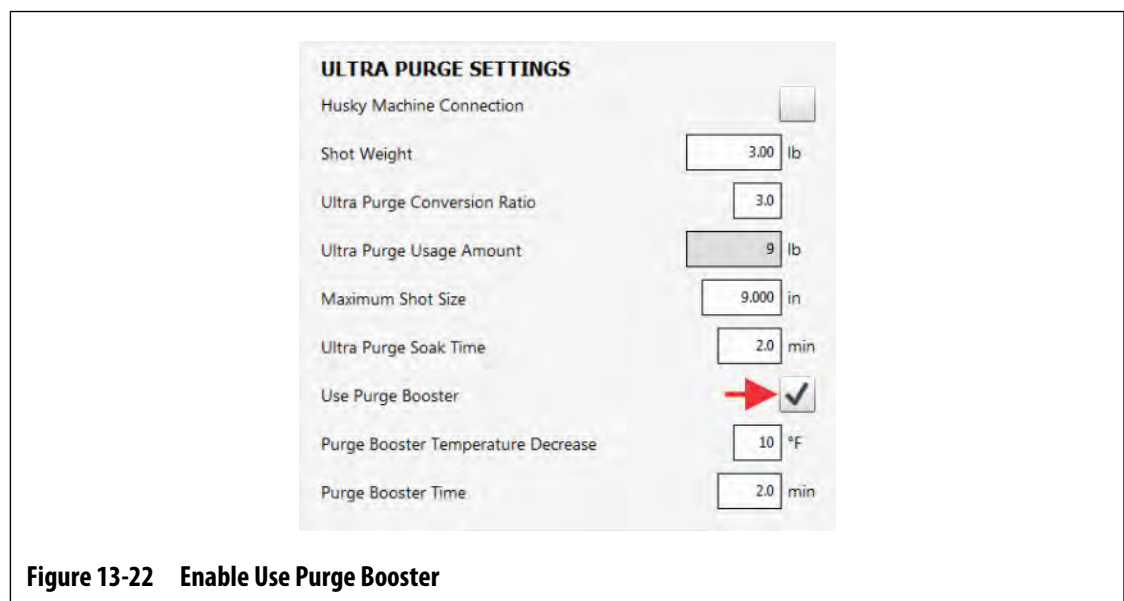 ULTRA PURGE SETTINGS
Husky Machine Connection
Shot Weight 3.00 lb
Ultra Purge Conversion Ratio 3.0
Ultra Purge Usage Amount 9 lb
Maximum Shot Size 9.000 in
Ultra Purge Soak Time 2.0 min
Use Purge Booster
Purge Booster Temperature Decrease 10 °F
Purge Booster Time 2.0 min
Figure 13-22 Enable Use Purge Booster